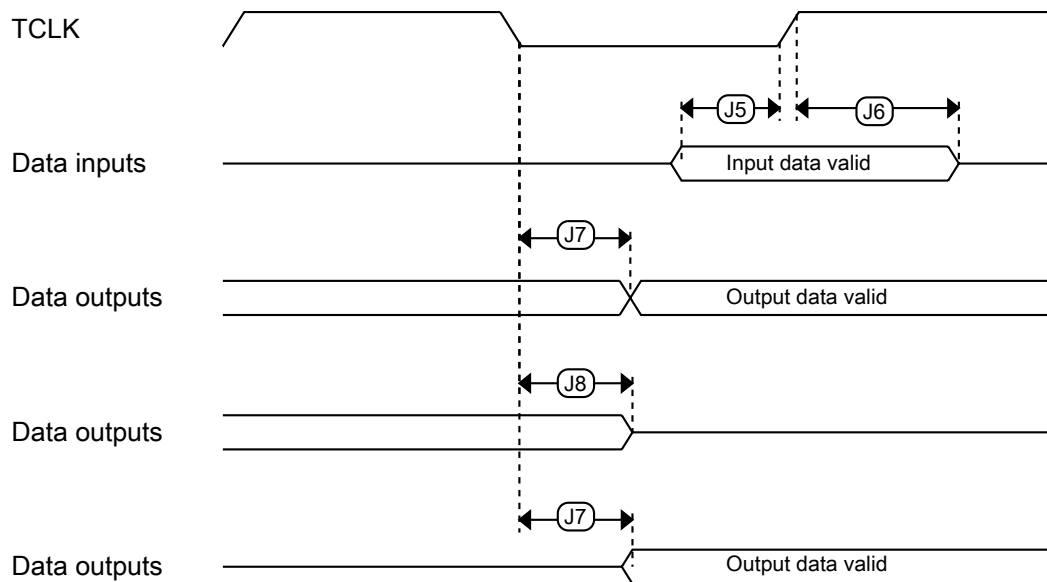 TCLK
J5
J6
Data inputs
Input data valid
J7
Data outputs
Output data valid
J8
Data outputs
J7
Data outputs
Output data valid